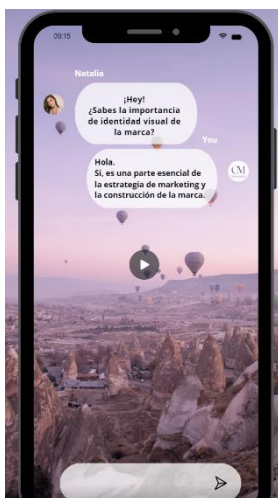 09:15
Natalia
¡Hey!
¿Sabes la importancia
de identidad visual de
la marca?
You
Hola.
Si, es una parte esencial de
la estrategia de marketing y
la construcción de la marca.
CM